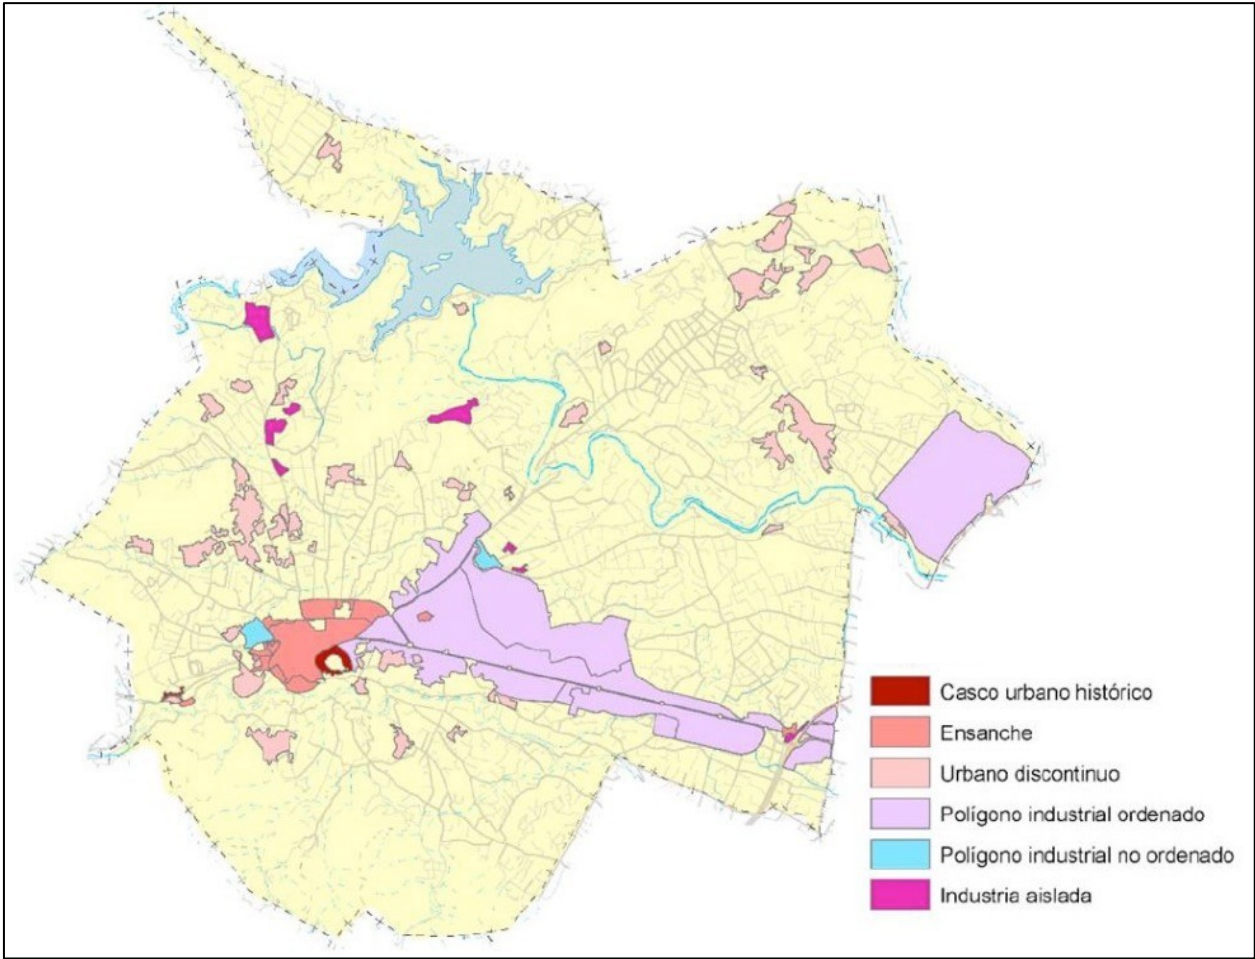 Casco urbano histórico
Ensanche
Urbano discontinuo
Polígono industrial ordenado
Polígono industrial no ordenado
Industria aislada